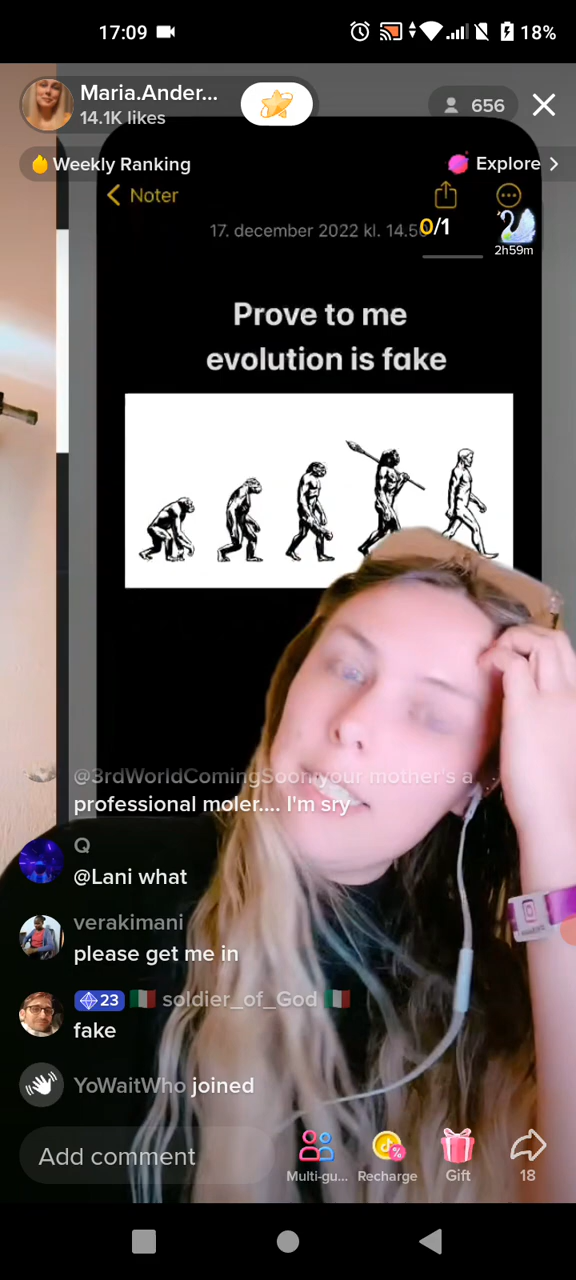 17:09
18%
Maria.Ander...
14.1K likes
656
Weekly Ranking
Explore
Noter
17. december 2022 kl. 14.5
0/1
2h59m
Prove to me
evolution is fake
@3rdWorldComingSoon your mother's a
professional moler.... I'm sry
Q
@Lani what
verakimani
please get me in
23 soldier_of_God
fake
YoWaitWho joined
Add comment
Multi-gu...
Recharge
Gift
18